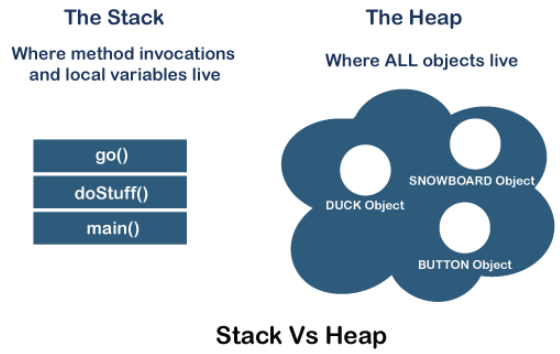 The Stack
Where method invocations
and local variables live
go()
doStuff()
main()
The Heap
Where ALL objects live
DUCK Object
SNOWBOARD Object
BUTTON Object
Stack Vs Heap